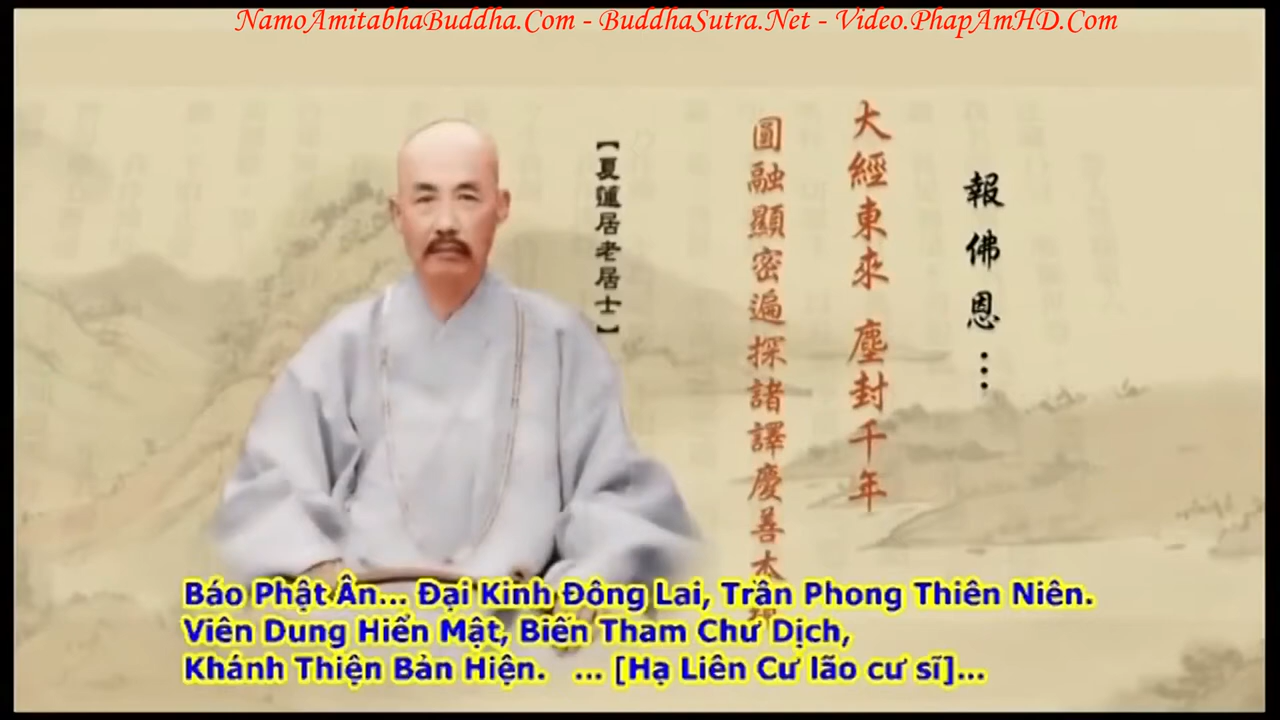 NamoAmitabhaBuddha.Com - BuddhaSutra.Net - Video.PhapAmHD.Com
報佛恩...
大經東來 塵封千年
圓融顯密遍探諸譯慶善本
【夏蓮居老居士】
Báo Phật Ân... Đại Kinh Đông Lai, Trần Phong Thiên Niên.
Viên Dung Hiển Mật, Biến Tham Chư Dịch,
Khánh Thiện Bản Hiện. ... [Hạ Liên Cư lão cư sĩ]...